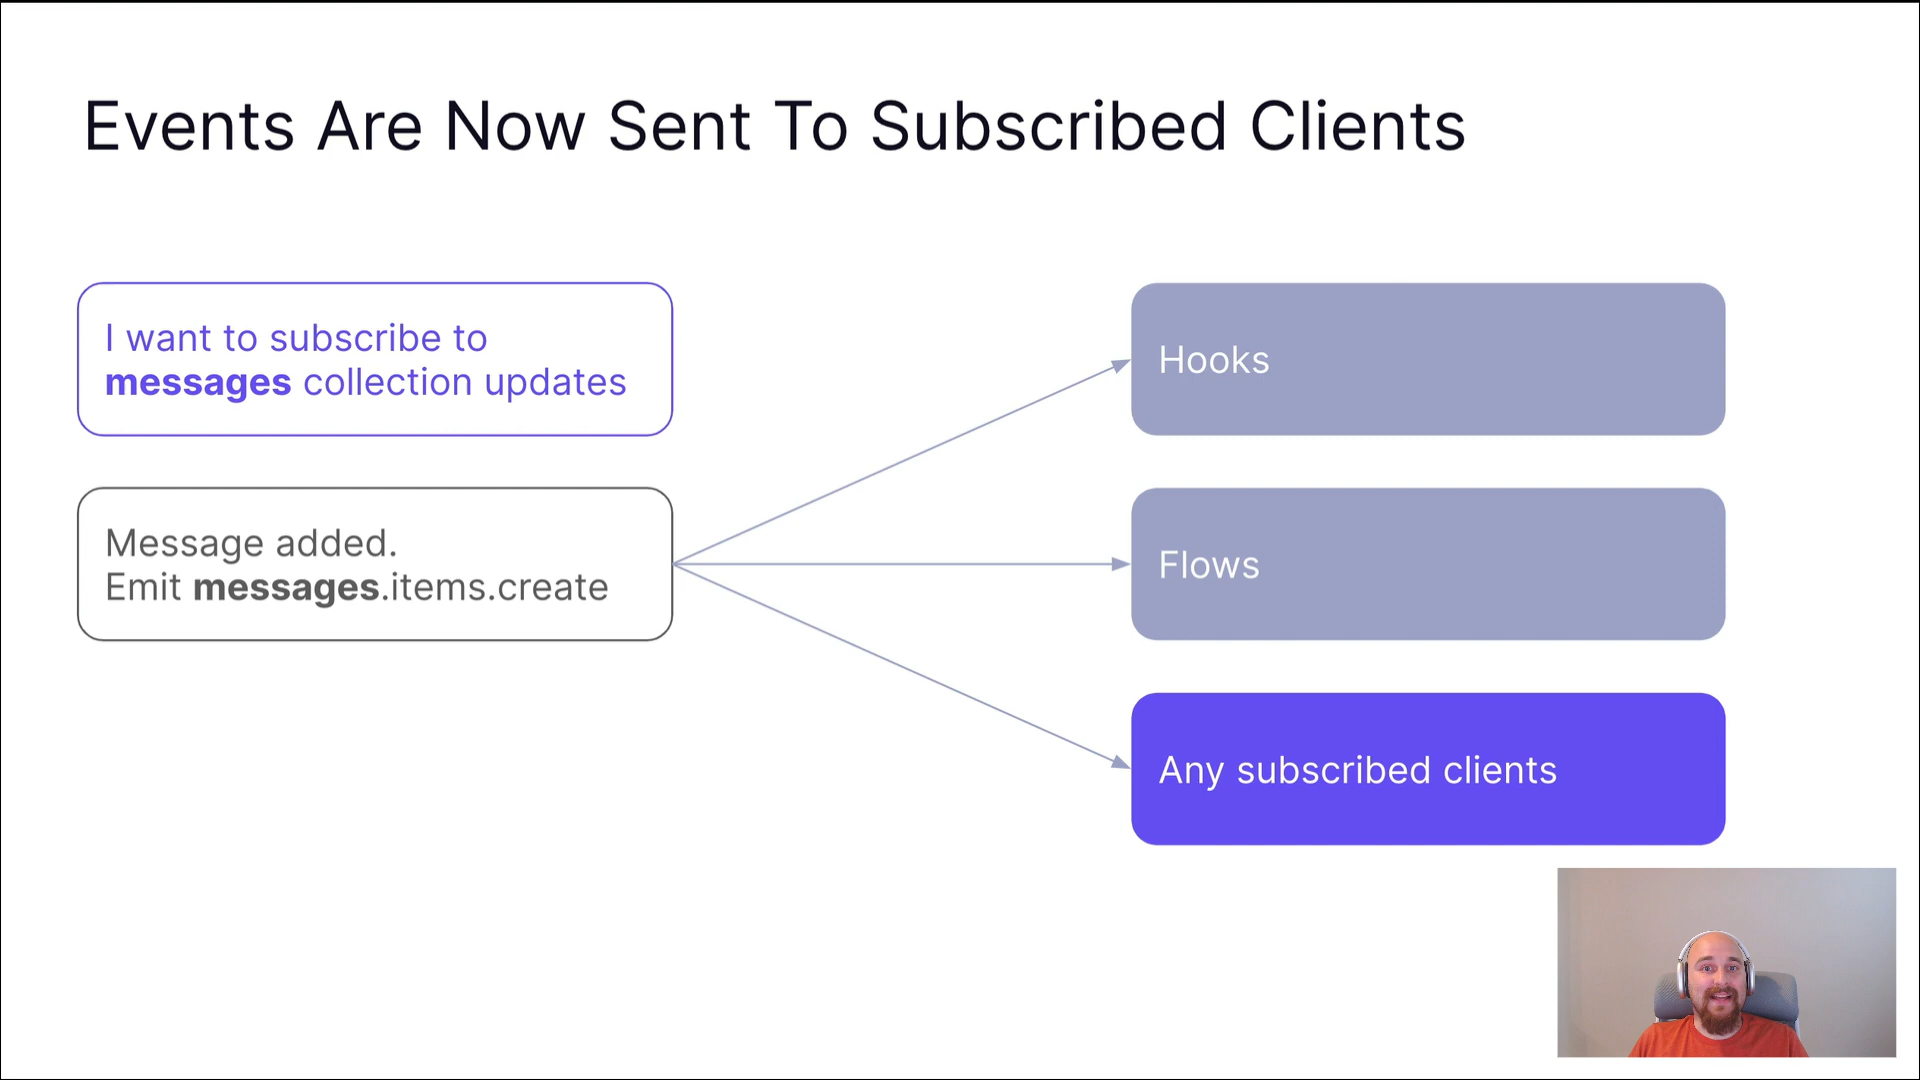 Events Are Now Sent To Subscribed Clients
I want to subscribe to
messages collection updates
Message added.
Emit messages.items.create
Hooks
Flows
Any subscribed clients